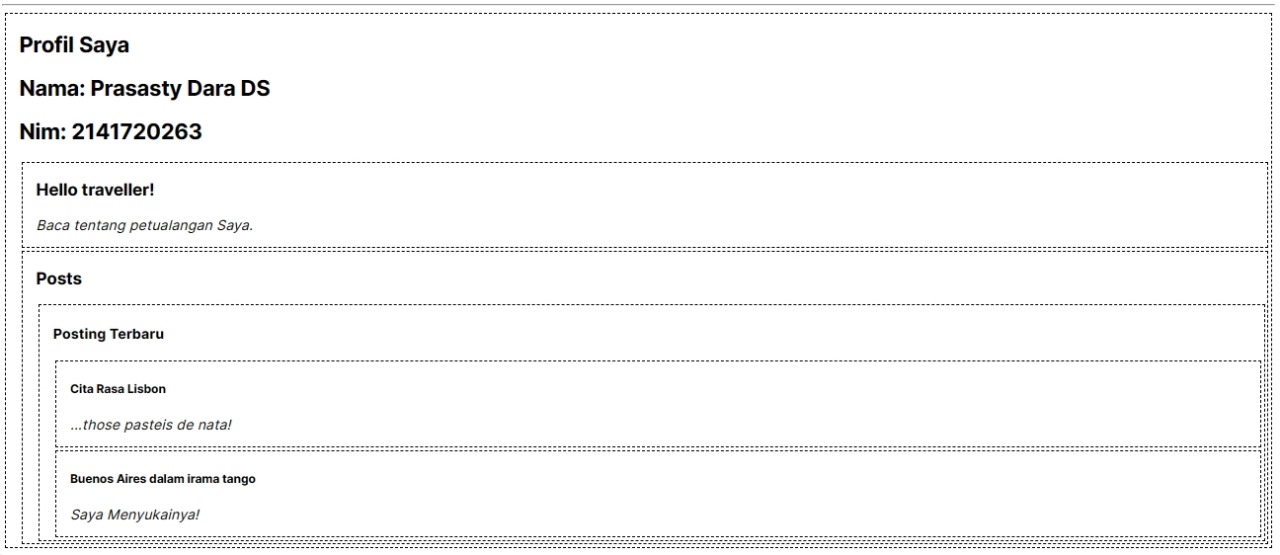 Profil Saya
Nama: Prasasty Dara DS
Nim: 2141720263
Hello traveller!
Baca tentang petualangan Saya.
Posts
Posting Terbaru
Cita Rasa Lisbon
...those pasteis de nata!
Buenos Aires dalam irama tango
Saya Menyukainya!